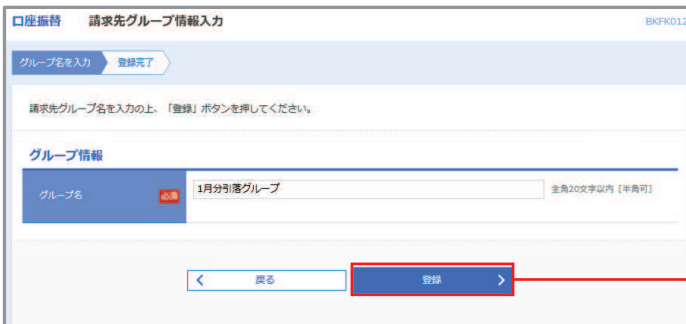 口座振替 請求先グループ情報入力 BKFK012
グループ名を入力 登録完了
請求先グループ名を入力の上、「登録」ボタンを押してください。
グループ情報
グループ名 必須 1月分引落グループ 全角20文字以内 [半角可]
戻る 登録